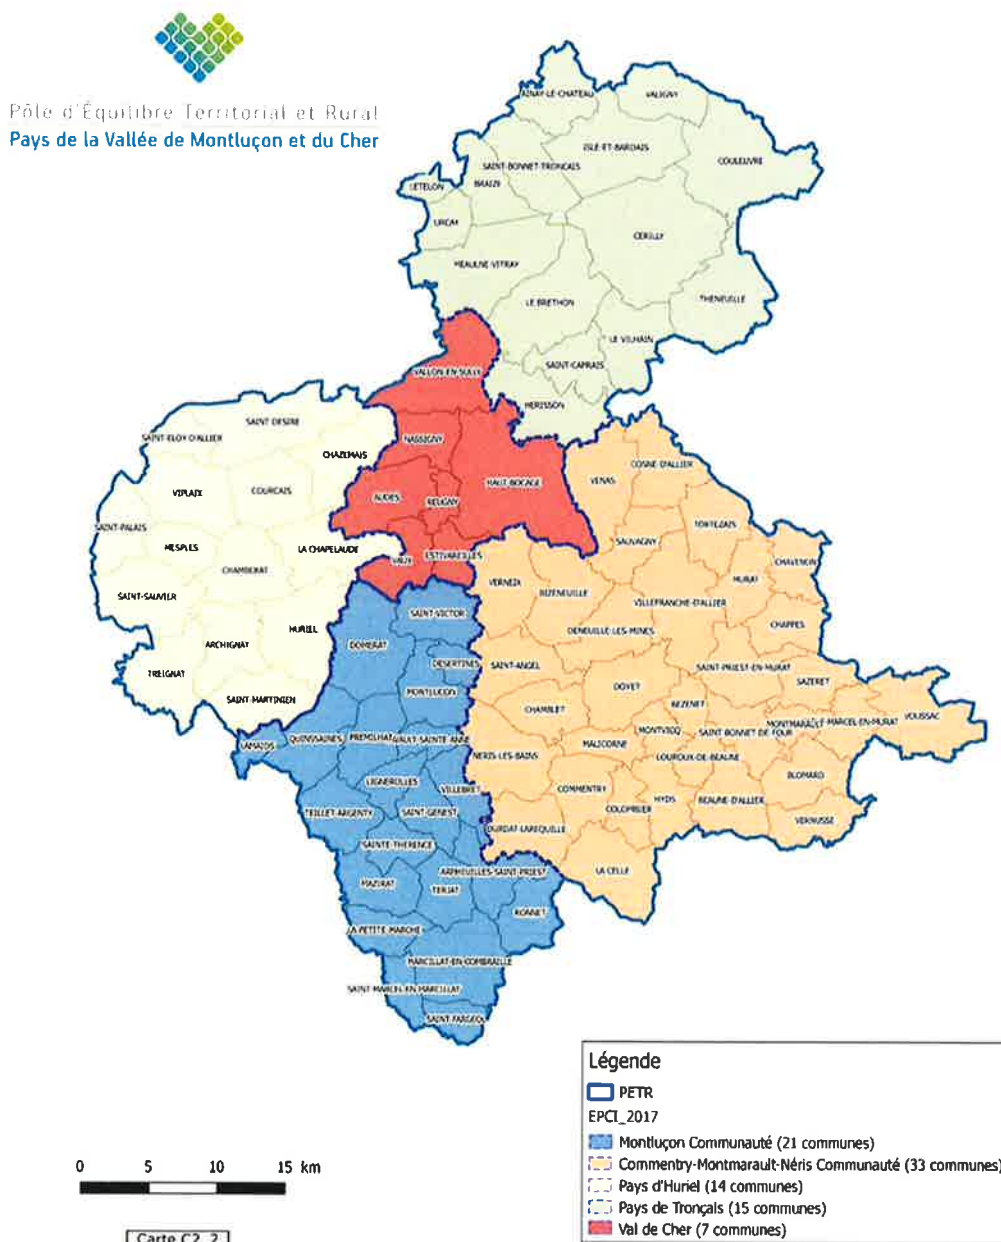 Pôle d'Équilibre Territorial et Rural
Pays de la Vallée de Montluçon et du Cher
AINAY-LE-CHATEAU
VALIGNY
ISLE-ET-BARDAIS
COULEUVRE
SAINT-BONNET-TRONCAIS
BRAIZE
LETELON
URCAY
CERILLY
MEAULNE-VITRAY
THENEUILLE
LE BRETHON
LE VILHAIN
SAINT-CAPRAIS
HERISSON
VALLON-EN-SULLY
NASSIGNY
HAUT-BOCAGE
AUDES
REUGNY
VAUX
ESTIVAREILLES
SAINT-DESIRE
SAINT-ELOY-D'ALLIER
CHAZEMAIS
VIPLAIX
COURCAIS
SAINT-PALAIS
MESPLES
LA CHAPELAUDE
CHAMBERAT
SAINT-SAUVIER
HURIEL
ARCHIGNAT
TREIGNAT
SAINT-MARTINIEN
COSNE-D'ALLIER
VENAS
TORTEZAIS
SAUVAGNY
CHAVENON
VERNEIX
BIZENEUILLE
MURAT
VILLEFRANCHE-D'ALLIER
CHAPPES
DENEUILLE-LES-MINES
SAINT-ANGEL
SAINT-PRIEST-EN-MURAT
SAZERET
DOYET
BEZENET
CHAMBLET
MONTMARAULT
MARCEL-EN-MURAT
VOUSSAC
MONTVICQ
SAINT BONNET DE FOUR
MALICORNE
NERIS-LES-BAINS
LOUROUX-DE-BEAUNE
BLOMARD
COMMENTRY
HYDS
BEAUNE-D'ALLIER
COLOMBIER
VERNUSSE
DURDAT-LAREQUILLE
LA CELLE
SAINT-VICTOR
DOMERAT
DESERTINES
MONTLUCON
LAMAIDS
QUINSSAINES
PREMILHAT
LAVAULT-SAINTE-ANNE
LIGNEROLLES
VILLEBRET
TEILLET-ARGENTY
SAINT-GENEST
SAINTE-THERENCE
ARPHEUILLES-SAINT-PRIEST
MAZIRAT
TERJAT
RONNET
LA PETITE-MARCHE
MARCILLAT-EN-COMBRAILLE
SAINT-MARCEL-EN-MARCILLAT
SAINT-FARGEOL
Légende
PETR
EPCI_2017
Montluçon Communauté (21 communes)
Commentry-Montmarault-Néris Communauté (33 communes)
Pays d'Huriel (14 communes)
Pays de Tronçais (15 communes)
Val de Cher (7 communes)
0 5 10 15 km
Carte C2_2